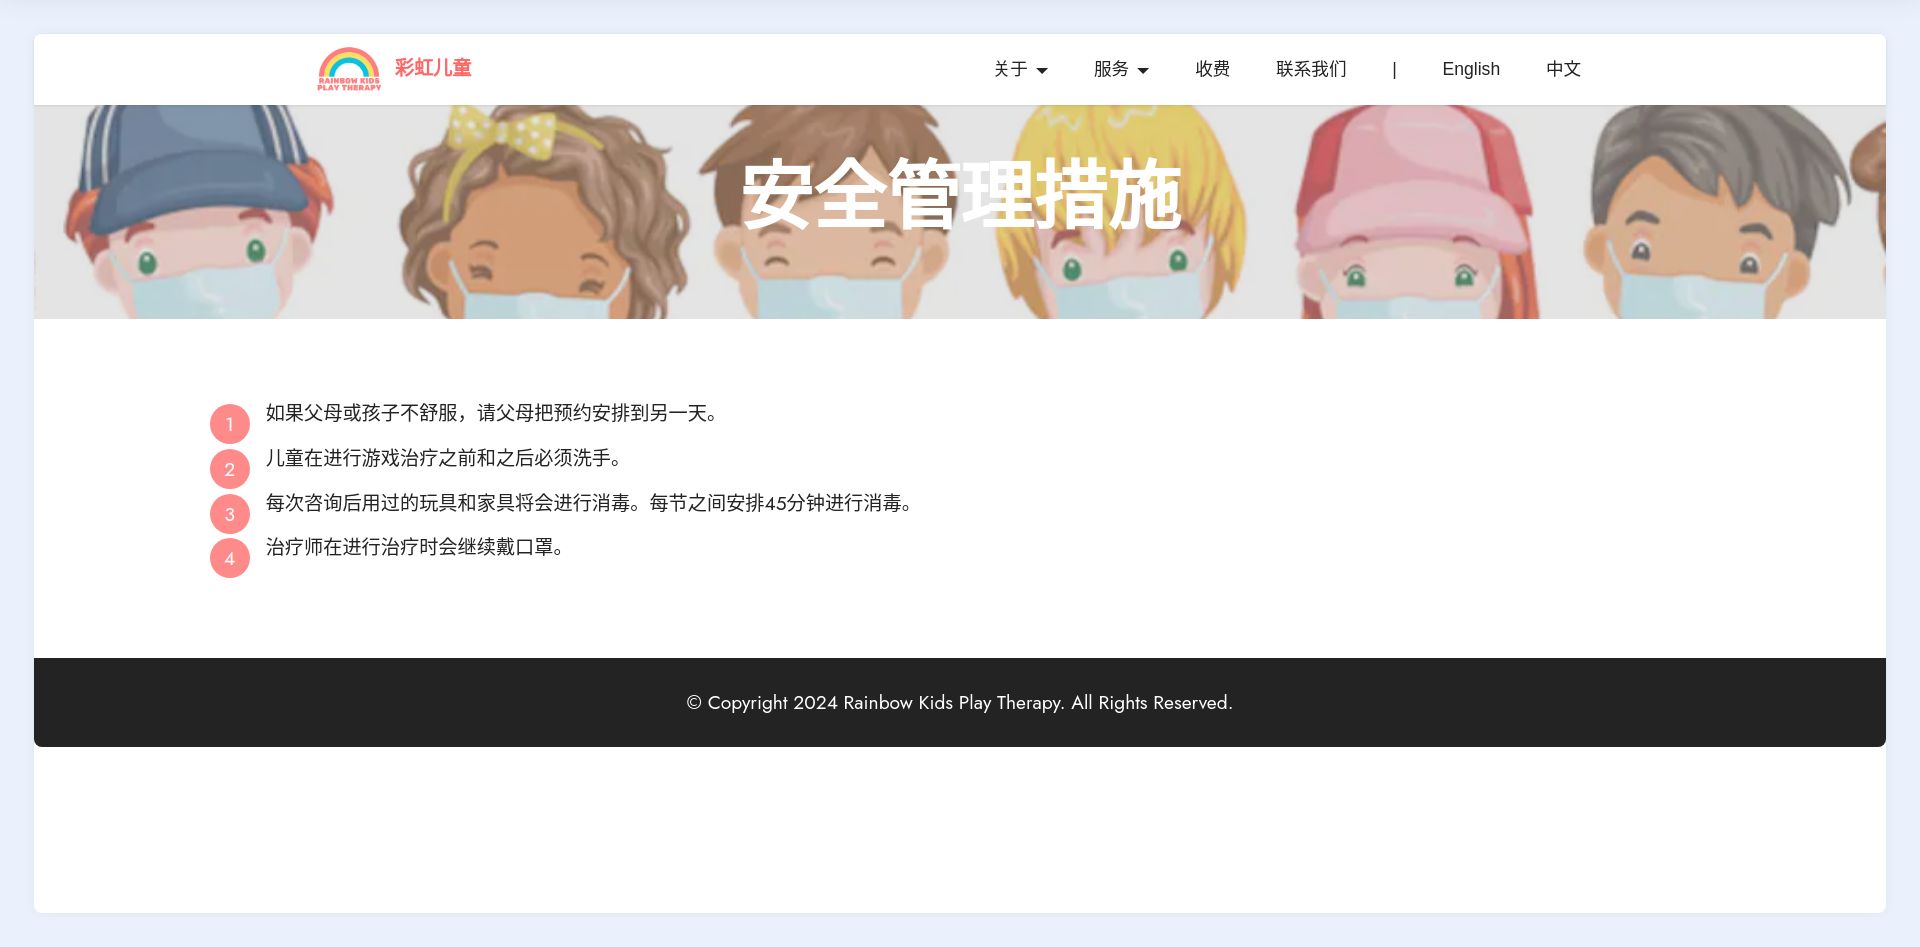 RAINBOW KIDS
PLAY THERAPY
彩虹儿童
关于
服务
收费
联系我们
|
English
中文
安全管理措施
1 如果父母或孩子不舒服，请父母把预约安排到另一天。
2 儿童在进行游戏治疗之前和之后必须洗手。
3 每次咨询后用过的玩具和家具将会进行消毒。每节之间安排45分钟进行消毒。
4 治疗师在进行治疗时会继续戴口罩。
© Copyright 2024 Rainbow Kids Play Therapy. All Rights Reserved.